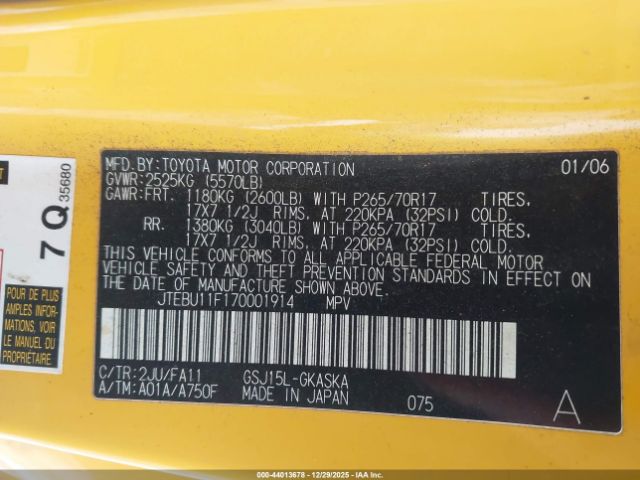 7 Q 35680
POUR DE PLUS
AMPLES INFOR-
MATIONS, VOIR
LE MANUEL DU
PROPRIÉTAIRE
MFD. BY: TOYOTA MOTOR CORPORATION 01/06
GVWR: 2525KG (5570LB)
GAWR: FRT. 1180KG (2600LB) WITH P265/70R17 TIRES.
17X7 1/2J RIMS. AT 220KPA (32PSI) COLD.
RR. 1380KG (3040LB) WITH P265/70R17 TIRES.
17X7 1/2J RIMS. AT 220KPA (32PSI) COLD.
THIS VEHICLE CONFORMS TO ALL APPLICABLE FEDERAL MOTOR
VEHICLE SAFETY AND THEFT PREVENTION STANDARDS IN EFFECT ON
THE DATE OF MANUFACTURE SHOWN ABOVE.
JTEBU11F170001914 MPV
C/TR: 2JU/FA11 GSJ15L-GKASKA
A/TM: A01A/A750F MADE IN JAPAN 075 A
000-44013678 - 12/29/2025 - IAAI